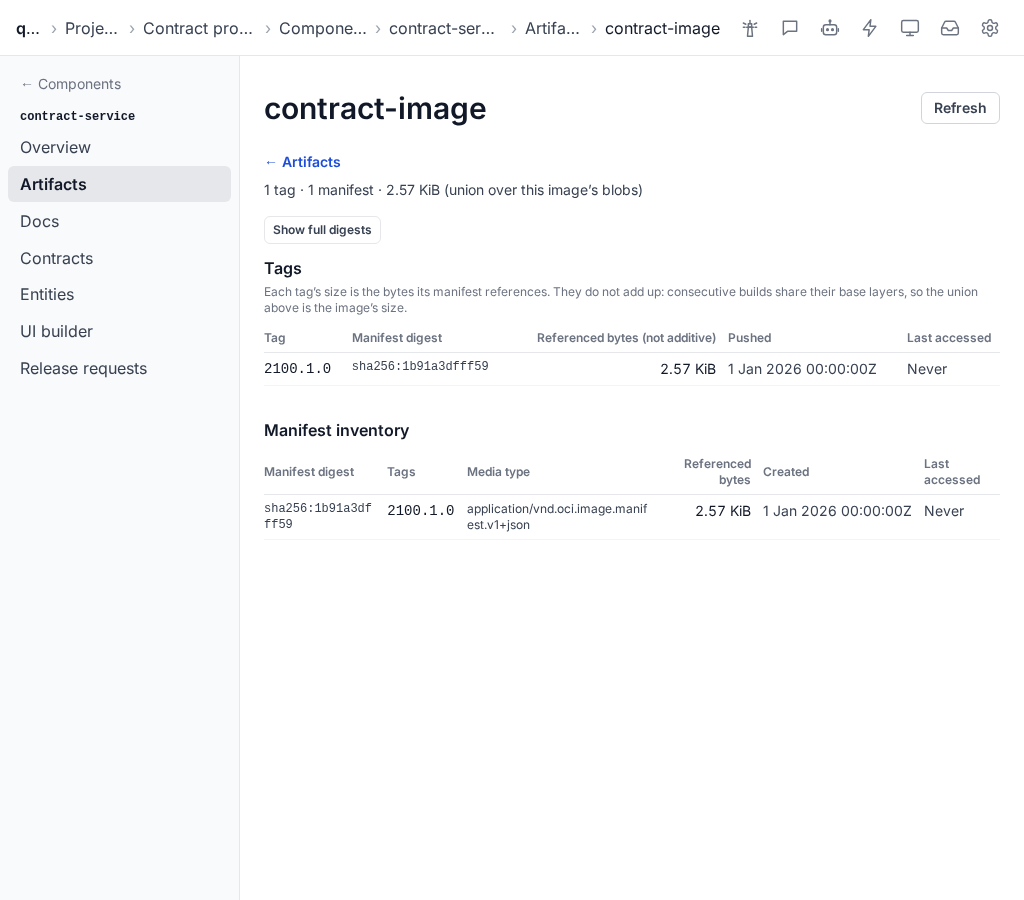 q... › Proje... › Contract pro... › Compone... › contract-ser... › Artifa... › contract-image
← Components
contract-service
Overview
Artifacts
Docs
Contracts
Entities
UI builder
Release requests
contract-image
Refresh
← Artifacts
1 tag · 1 manifest · 2.57 KiB (union over this image’s blobs)
Show full digests
Tags
Each tag’s size is the bytes its manifest references. They do not add up: consecutive builds share their base layers, so the union
above is the image’s size.
Tag Manifest digest Referenced bytes (not additive) Pushed Last accessed
2100.1.0 sha256:1b91a3dfff59 2.57 KiB 1 Jan 2026 00:00:00Z Never
Manifest inventory
Manifest digest Tags Media type Referenced bytes Created Last accessed
sha256:1b91a3df 2100.1.0 application/vnd.oci.image.manif 2.57 KiB 1 Jan 2026 00:00:00Z Never
ff59 est.v1+json